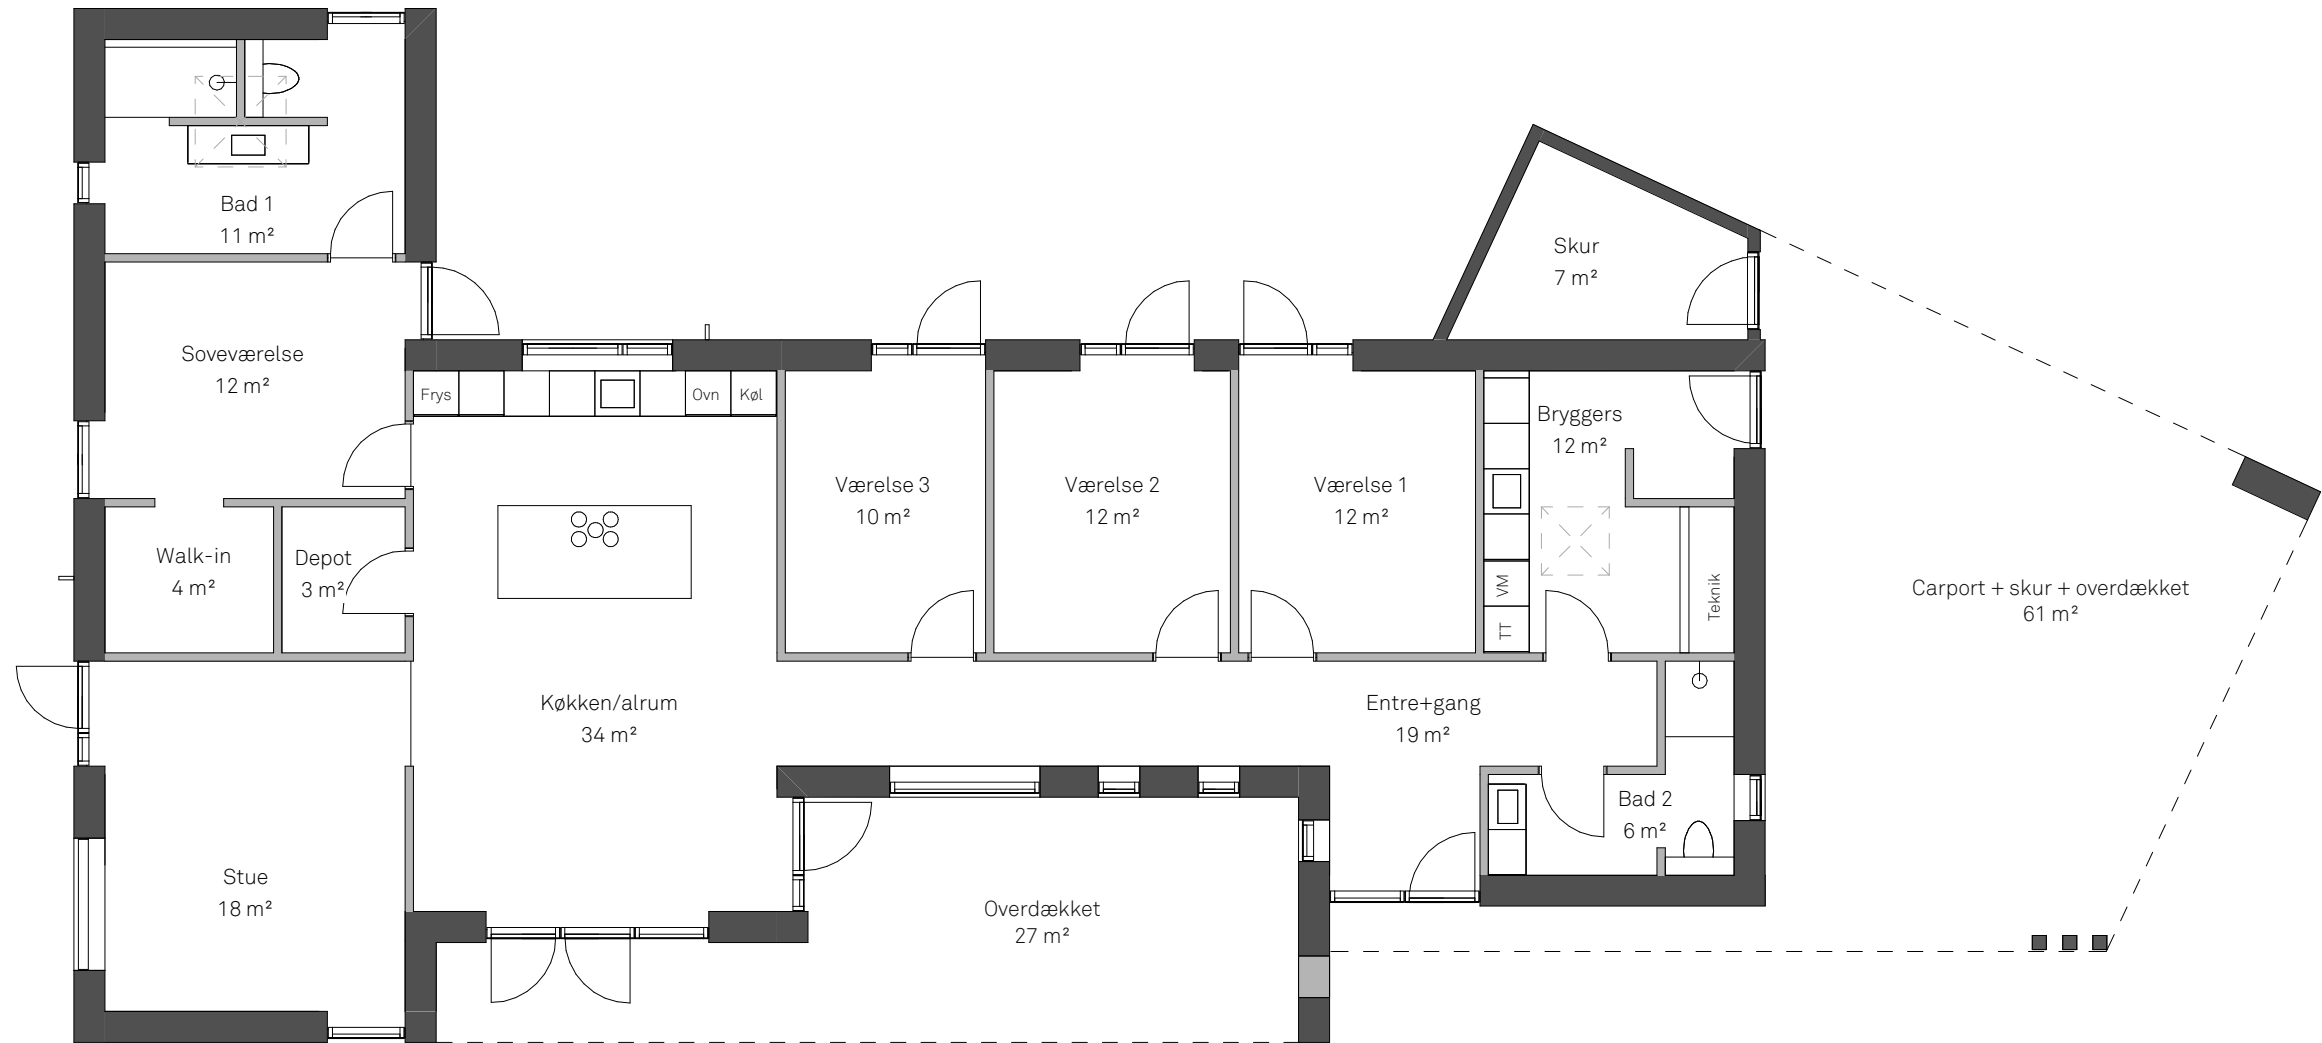 Bad 1
11 m²
Skur
7 m²
Soveværelse
12 m²
Frys
Ovn
Køl
Bryggers
12 m²
Værelse 3
10 m²
Værelse 2
12 m²
Værelse 1
12 m²
Walk-in
4 m²
Depot
3 m²
VM
TT
Teknik
Carport + skur + overdækket
61 m²
Køkken/alrum
34 m²
Entre+gang
19 m²
Bad 2
6 m²
Stue
18 m²
Overdækket
27 m²